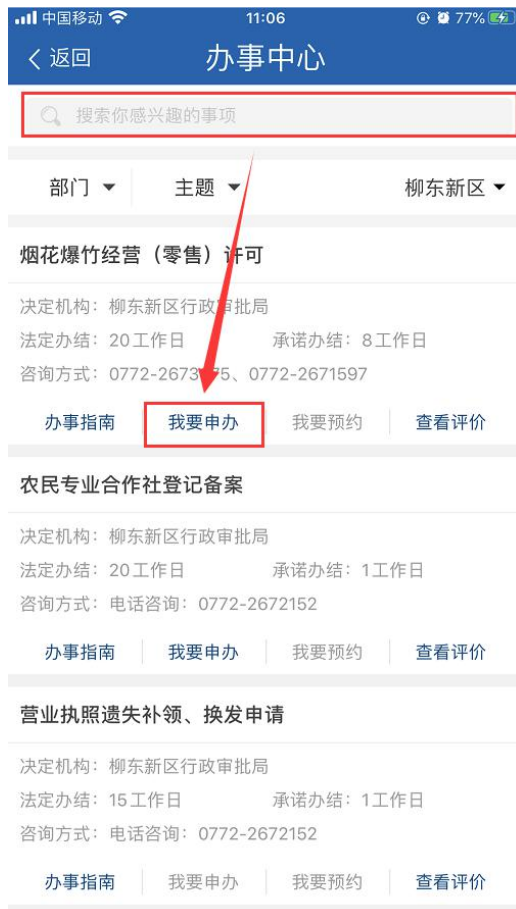 中国移动 11:06 77%
返回 办事中心
搜索你感兴趣的事项
部门 主题 柳东新区
烟花爆竹经营（零售）许可
决定机构：柳东新区行政审批局
法定办结：20工作日 承诺办结：8工作日
咨询方式：0772-2673 75、0772-2671597
办事指南 我要申办 我要预约 查看评价
农民专业合作社登记备案
决定机构：柳东新区行政审批局
法定办结：20工作日 承诺办结：1工作日
咨询方式：电话咨询：0772-2672152
办事指南 我要申办 我要预约 查看评价
营业执照遗失补领、换发申请
决定机构：柳东新区行政审批局
法定办结：15工作日 承诺办结：1工作日
咨询方式：电话咨询：0772-2672152
办事指南 我要申办 我要预约 查看评价